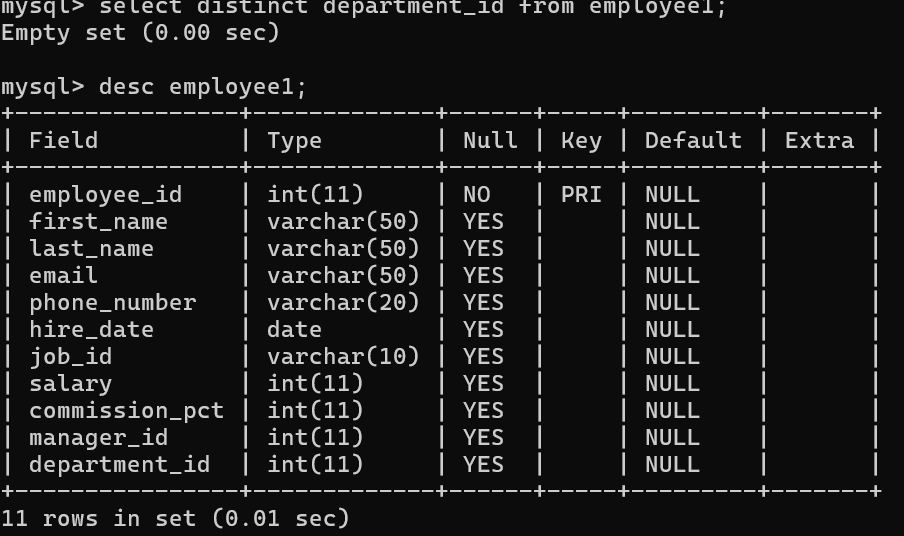 mysql> select distinct department_id from employee1;
Empty set (0.00 sec)
mysql> desc employee1;
+----------------+-------------+------+-----+---------+-------+
| Field          | Type        | Null | Key | Default | Extra |
+----------------+-------------+------+-----+---------+-------+
| employee_id    | int(11)     | NO   | PRI | NULL    |       |
| first_name     | varchar(50) | YES  |     | NULL    |       |
| last_name      | varchar(50) | YES  |     | NULL    |       |
| email          | varchar(50) | YES  |     | NULL    |       |
| phone_number   | varchar(20) | YES  |     | NULL    |       |
| hire_date      | date        | YES  |     | NULL    |       |
| job_id         | varchar(10) | YES  |     | NULL    |       |
| salary         | int(11)     | YES  |     | NULL    |       |
| commission_pct | int(11)     | YES  |     | NULL    |       |
| manager_id     | int(11)     | YES  |     | NULL    |       |
| department_id  | int(11)     | YES  |     | NULL    |       |
+----------------+-------------+------+-----+---------+-------+
11 rows in set (0.01 sec)